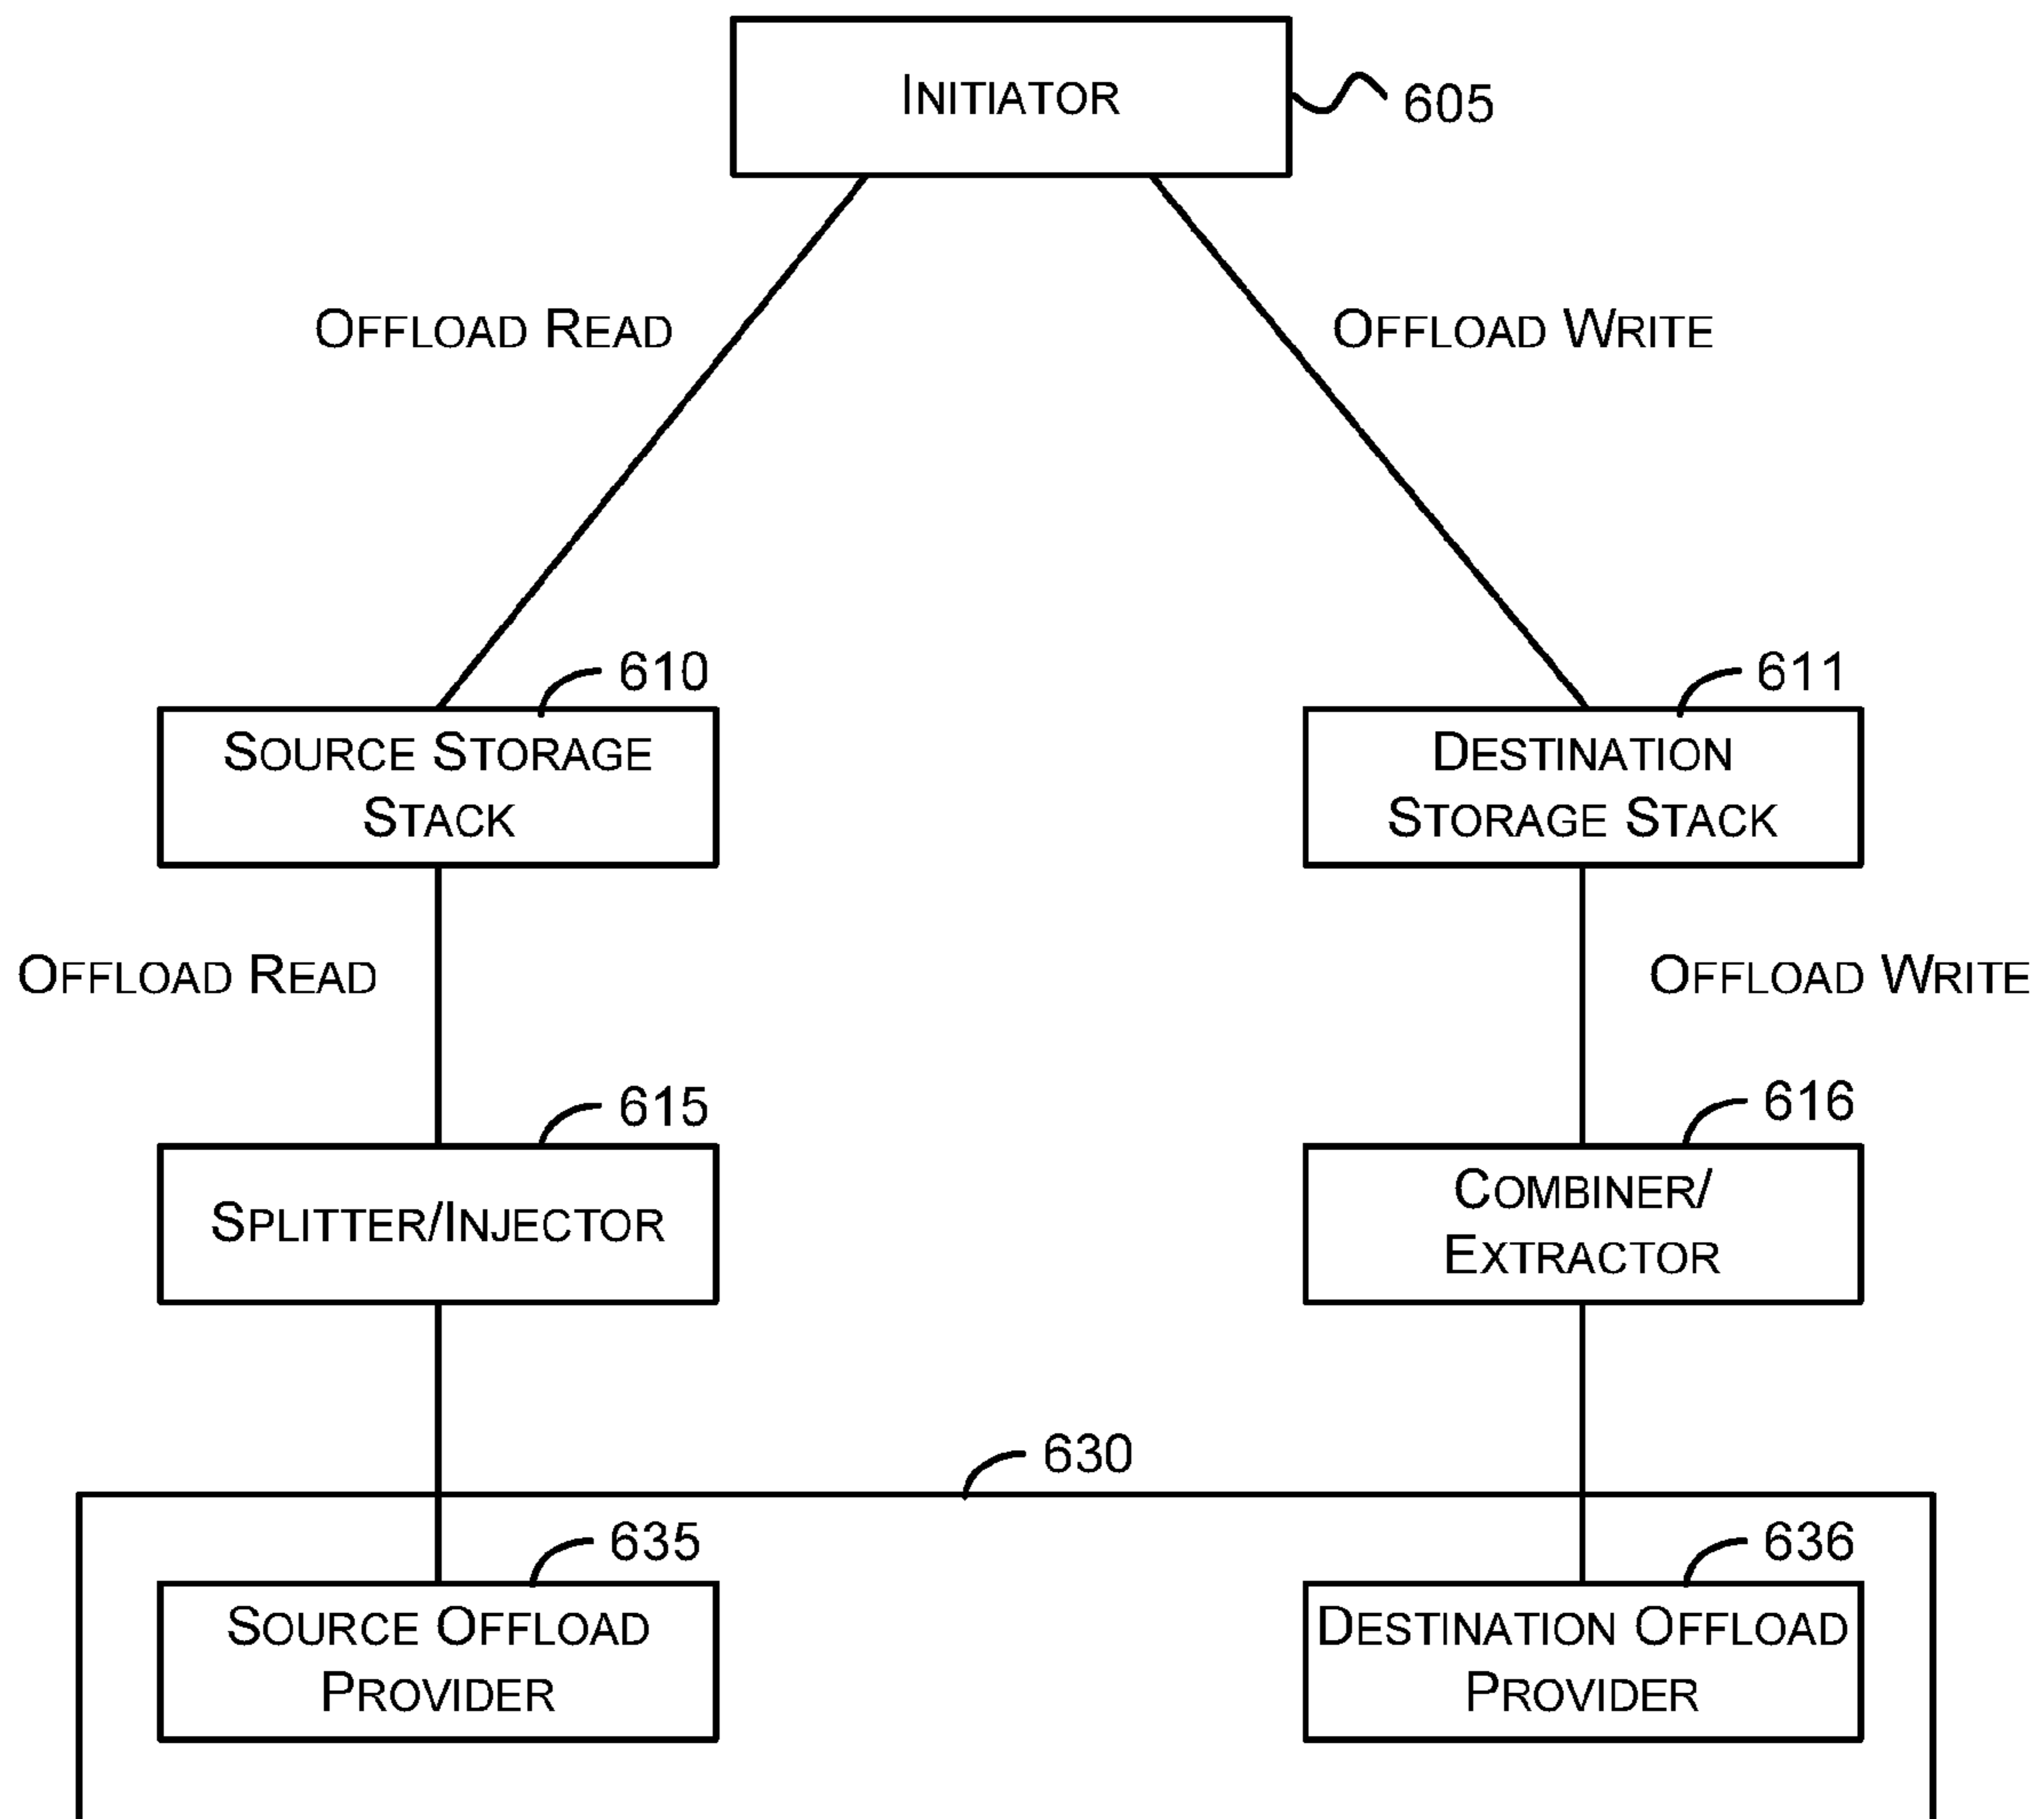 INITIATOR
605
OFFLOAD READ
OFFLOAD WRITE
610
611
SOURCE STORAGE
STACK
DESTINATION
STORAGE STACK
OFFLOAD READ
OFFLOAD WRITE
615
616
SPLITTER/INJECTOR
COMBINER/
EXTRACTOR
630
635
636
SOURCE OFFLOAD
PROVIDER
DESTINATION OFFLOAD
PROVIDER